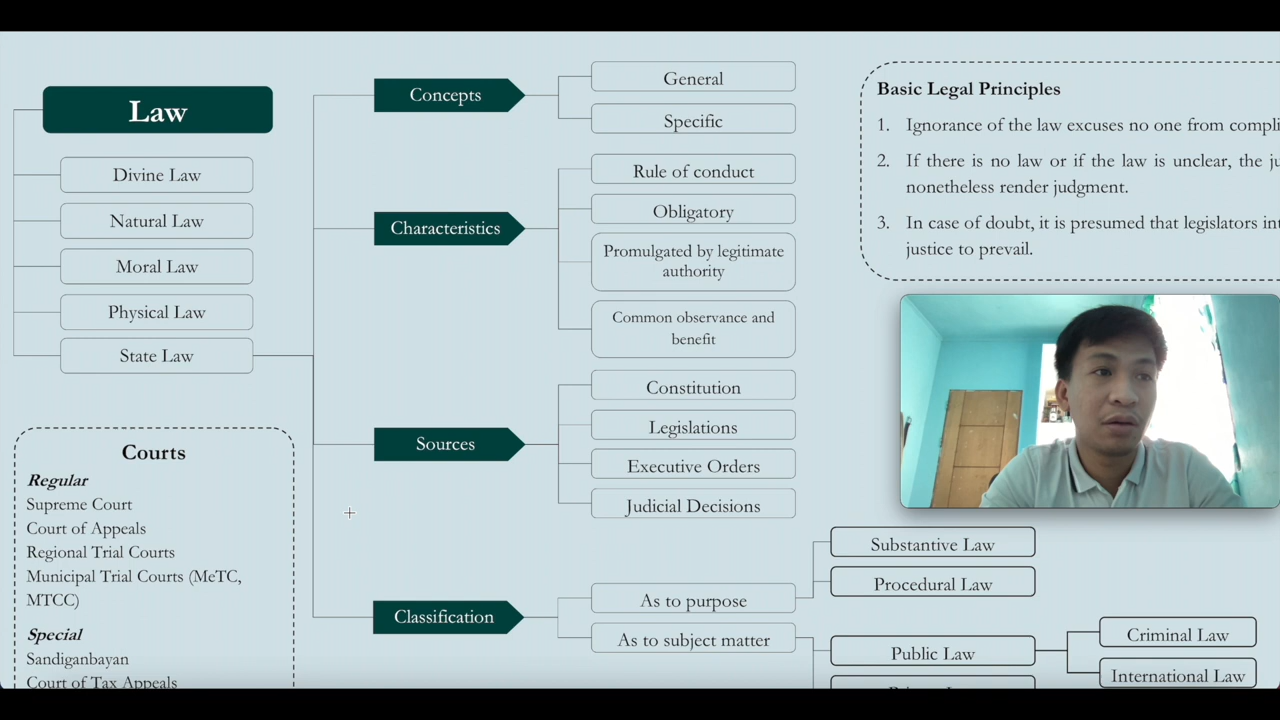 Law
Divine Law
Natural Law
Moral Law
Physical Law
State Law
Courts
Regular
Supreme Court
Court of Appeals
Regional Trial Courts
Municipal Trial Courts (MeTC,
MTCC)
Special
Sandiganbayan
Court of Tax Appeals
Concepts
General
Specific
Characteristics
Rule of conduct
Obligatory
Promulgated by legitimate
authority
Common observance and
benefit
Sources
Constitution
Legislations
Executive Orders
Judicial Decisions
Classification
As to purpose
Substantive Law
Procedural Law
As to subject matter
Public Law
Criminal Law
International Law
Basic Legal Principles
1. Ignorance of the law excuses no one from compli
2. If there is no law or if the law is unclear, the ju
nonetheless render judgment.
3. In case of doubt, it is presumed that legislators int
justice to prevail.